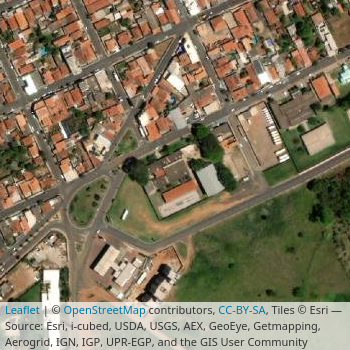 Leaflet | © OpenStreetMap contributors, CC-BY-SA, Tiles © Esri —
Source: Esri, i-cubed, USDA, USGS, AEX, GeoEye, Getmapping,
Aerogrid, IGN, IGP, UPR-EGP, and the GIS User Community